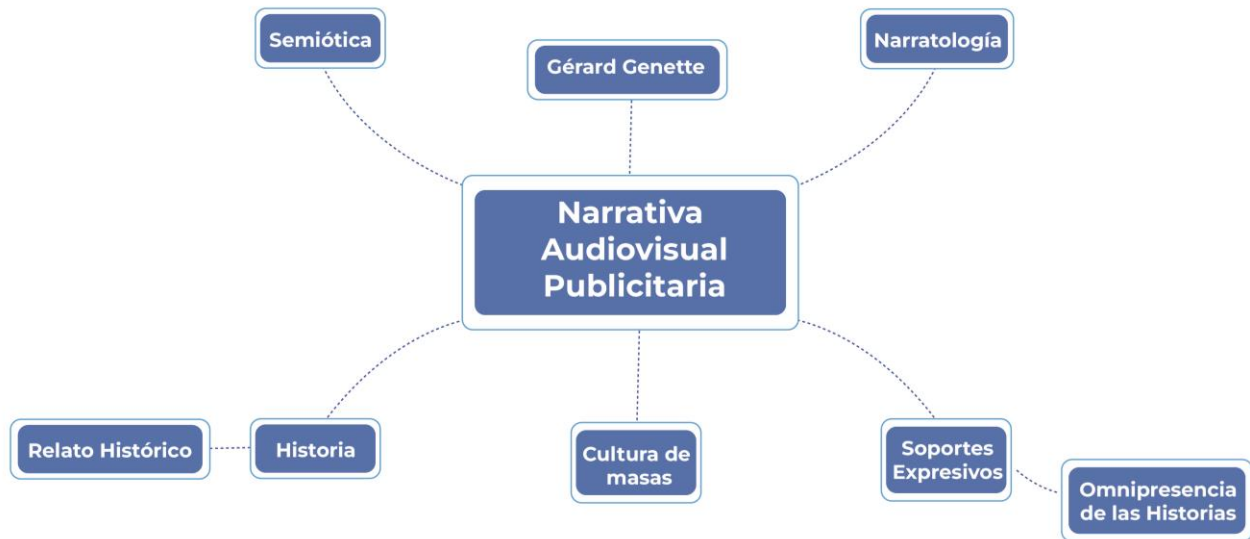 Semiótica
Gérard Genette
Narratología
Narrativa
Audiovisual
Publicitaria
Relato Histórico
Historia
Cultura de
masas
Soportes
Expresivos
Omnipresencia
de las Historias